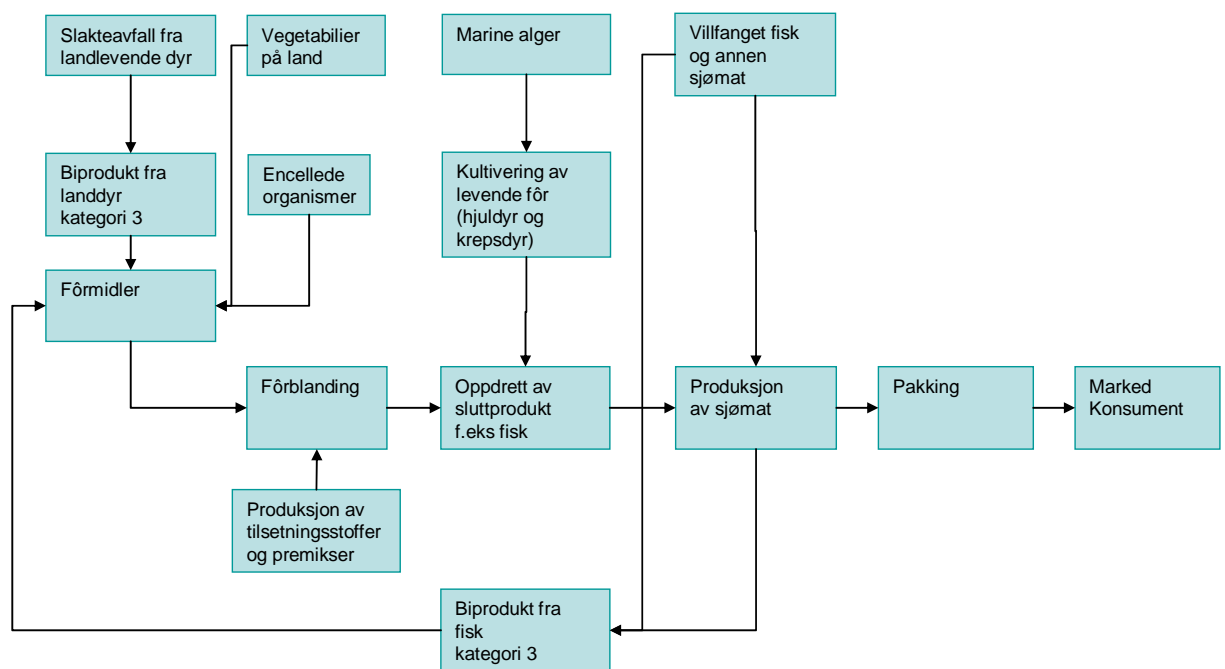 Slakteavfall fra
landlevende dyr
Vegetabilier
på land
Marine alger
Villfanget fisk
og annen
sjømat
Biprodukt fra
landdyr
kategori 3
Encellede
organismer
Kultivering av
levende fôr
(hjuldyr og
krepsdyr)
Fôrmidler
Fôrblanding
Oppdrett av
sluttprodukt
f.eks fisk
Produksjon
av sjømat
Pakking
Marked
Konsument
Produksjon av
tilsetningsstoffer
og premikser
Biprodukt fra
fisk
kategori 3